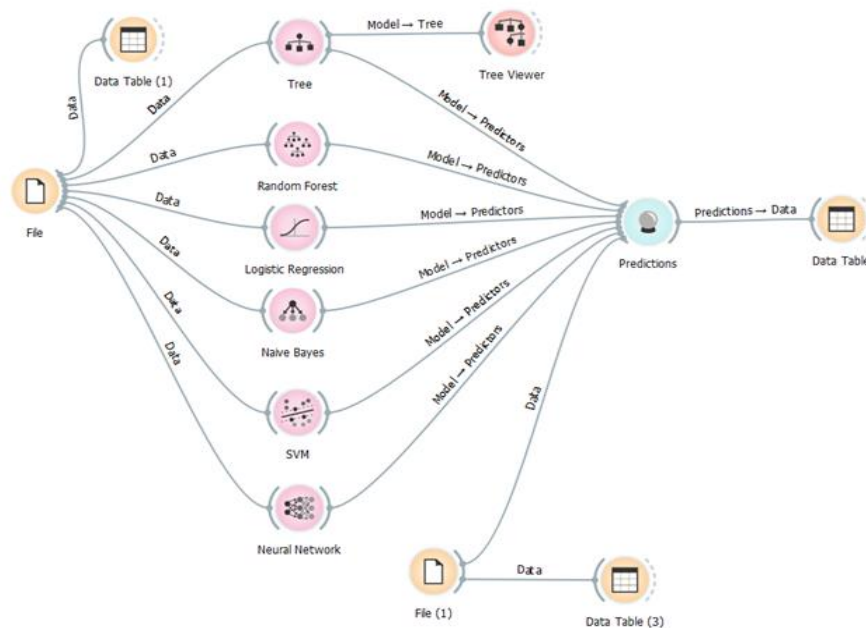 Model → Tree
Data Table (1)
Tree
Tree Viewer
Data
Data
Model → Predictors
Data
Random Forest
Model → Predictors
File
Data
Logistic Regression
Model → Predictors
Predictions
Predictions → Data
Data Table
Data
Naive Bayes
Model → Predictors
Data
SVM
Model → Predictors
Data
Neural Network
Model → Predictors
Data
File (1)
Data
Data Table (3)